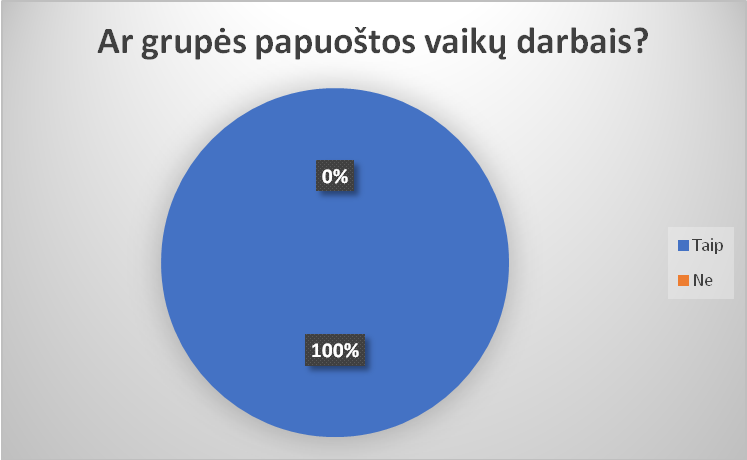 Ar grupės papuoštos vaikų darbais?
0%
100%
Taip
Ne